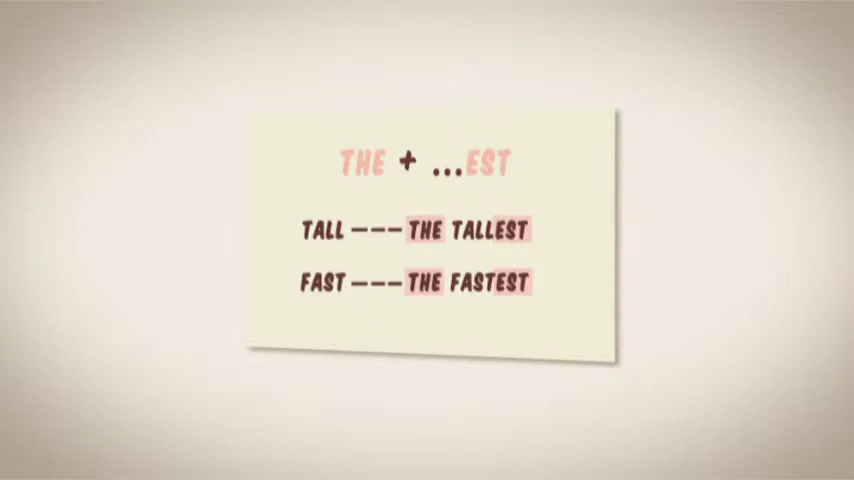 THE + ...EST
TALL --- THE TALLEST
FAST --- THE FASTEST